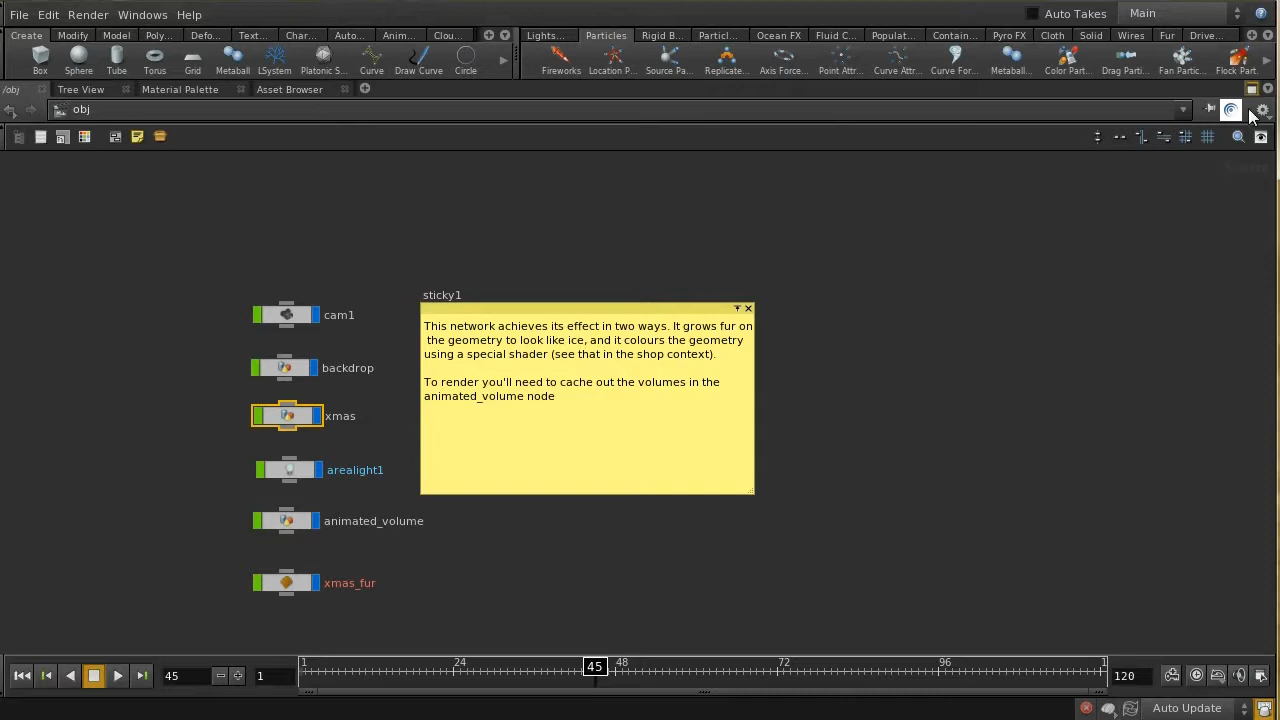 File Edit Render Windows Help
Auto Takes Main
Create Modify Model Poly... Defo... Text... Char... Auto... Anim... Clou...
Lights... Particles Rigid B... Particl... Ocean FX Fluid C... Populat... Contain... Pyro FX Cloth Solid Wires Fur Drive...
Box Sphere Tube Torus Grid Metaball LSystem Platonic S... Curve Draw Curve Circle
Fireworks Location P... Source Pa... Replicate... Axis Force... Point Attr... Curve Attr... Curve For... Metaball... Color Part... Drag Parti... Fan Partic... Flock Part.
/obj Tree View Material Palette Asset Browser
obj
sticky1
This network achieves its effect in two ways. It grows fur on
the geometry to look like ice, and it colours the geometry
using a special shader (see that in the shop context).
To render you'll need to cache out the volumes in the
animated_volume node
cam1
backdrop
xmas
arealight1
animated_volume
xmas_fur
45 1 1 24 45 48 72 96 1 120
Auto Update